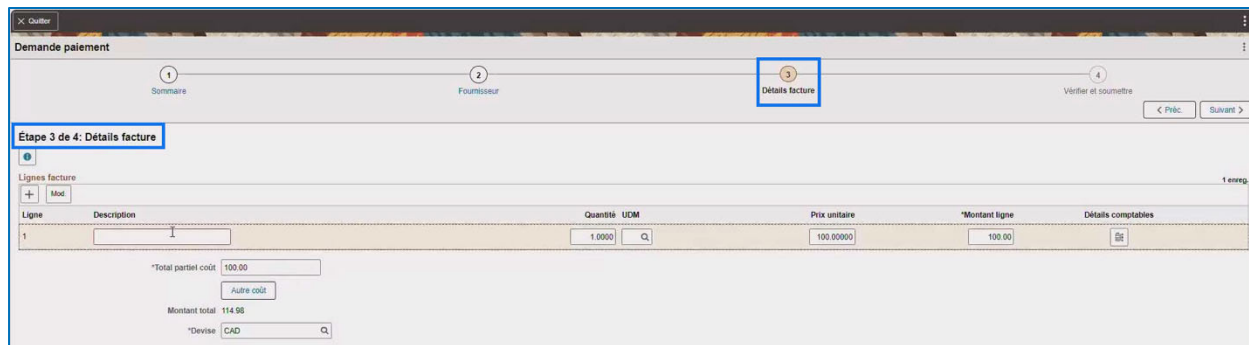 × Quitter
Demande paiement
1
2
3
4
Sommaire
Fournisseur
Détails facture
Vérifier et soumettre
< Préc.
Suivant >
Étape 3 de 4: Détails facture
Lignes facture
1 enreg.
+ Mod.
Ligne Description Quantité UDM Prix unitaire *Montant ligne Détails comptables
1 1.0000 100.00000 100.00
*Total partiel coût 100.00
Autre coût
Montant total 114.98
*Devise CAD